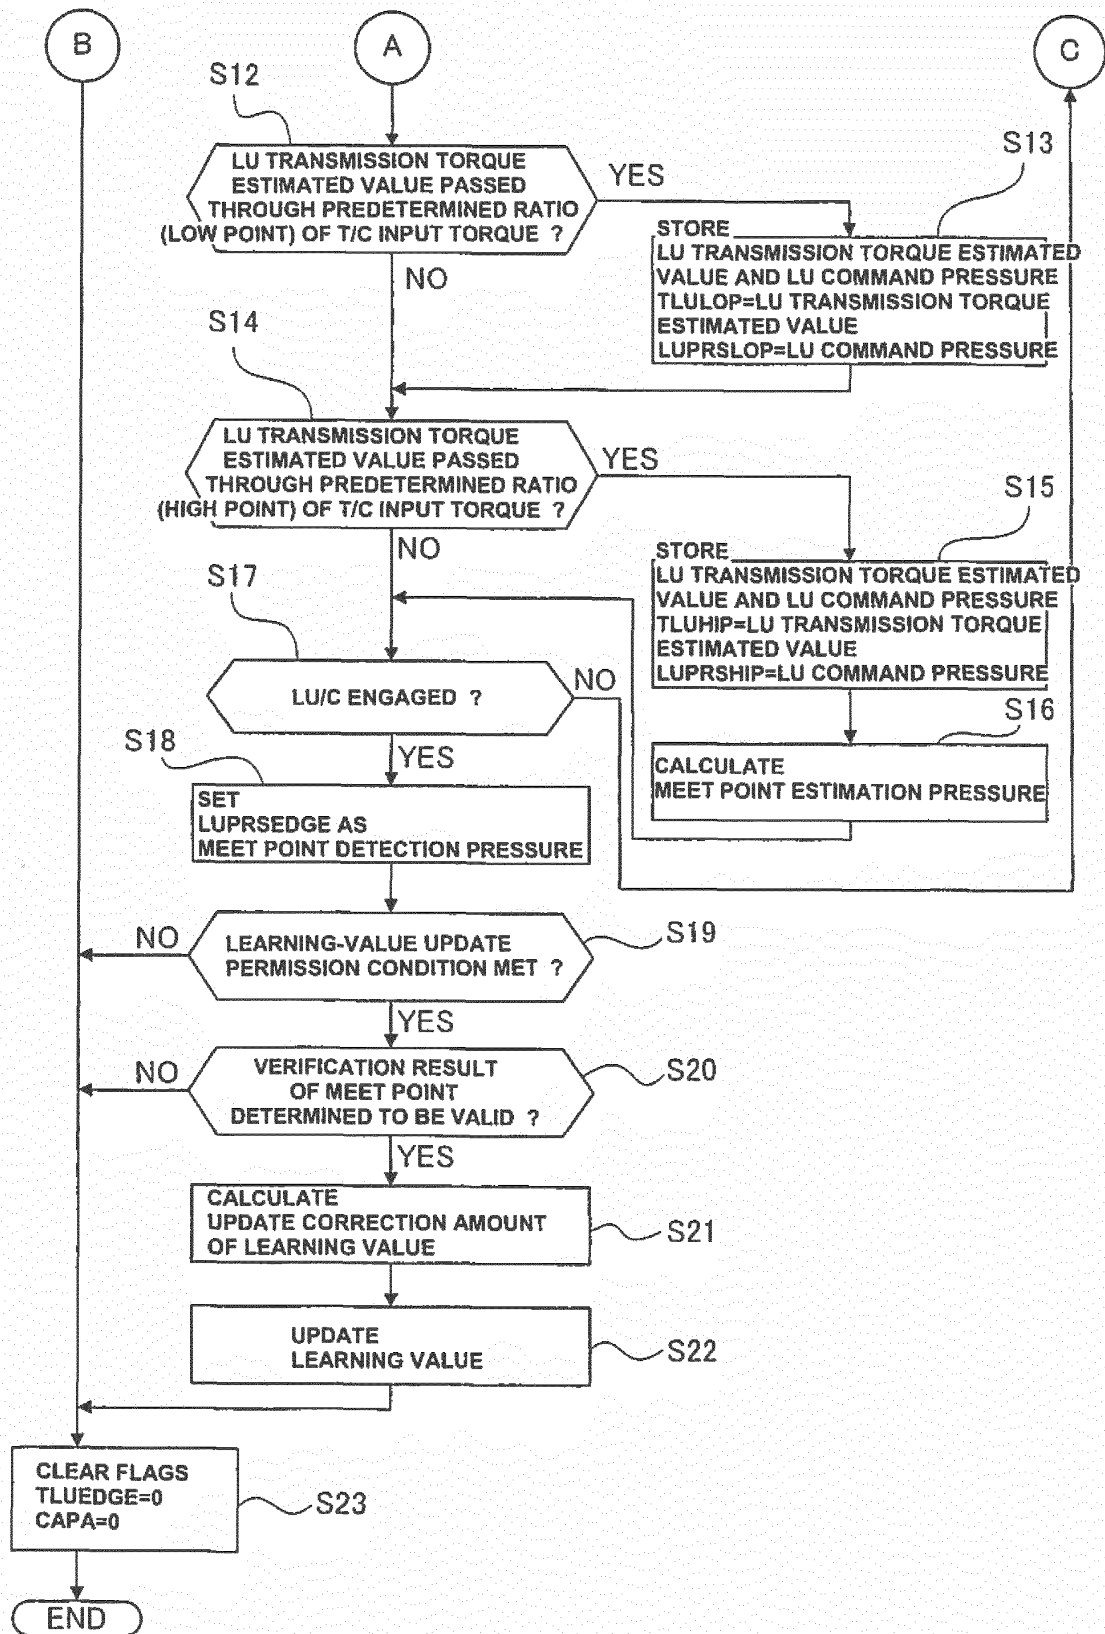 B
A
C
S12
LU TRANSMISSION TORQUE
ESTIMATED VALUE PASSED
THROUGH PREDETERMINED RATIO
(LOW POINT) OF T/C INPUT TORQUE ?
YES
NO
S13
STORE
LU TRANSMISSION TORQUE ESTIMATED
VALUE AND LU COMMAND PRESSURE
TLULOP=LU TRANSMISSION TORQUE
ESTIMATED VALUE
LUPRSLOP=LU COMMAND PRESSURE
S14
LU TRANSMISSION TORQUE
ESTIMATED VALUE PASSED
THROUGH PREDETERMINED RATIO
(HIGH POINT) OF T/C INPUT TORQUE ?
YES
NO
S15
STORE
LU TRANSMISSION TORQUE ESTIMATED
VALUE AND LU COMMAND PRESSURE
TLUHIP=LU TRANSMISSION TORQUE
ESTIMATED VALUE
LUPRSHIP=LU COMMAND PRESSURE
S16
CALCULATE
MEET POINT ESTIMATION PRESSURE
S17
LU/C ENGAGED ?
NO
YES
S18
SET
LUPRSEDGE AS
MEET POINT DETECTION PRESSURE
NO
LEARNING-VALUE UPDATE
PERMISSION CONDITION MET ?
S19
YES
NO
VERIFICATION RESULT
OF MEET POINT
DETERMINED TO BE VALID ?
S20
YES
CALCULATE
UPDATE CORRECTION AMOUNT
OF LEARNING VALUE
S21
UPDATE
LEARNING VALUE
S22
CLEAR FLAGS
TLUEDGE=0
CAPA=0
S23
END